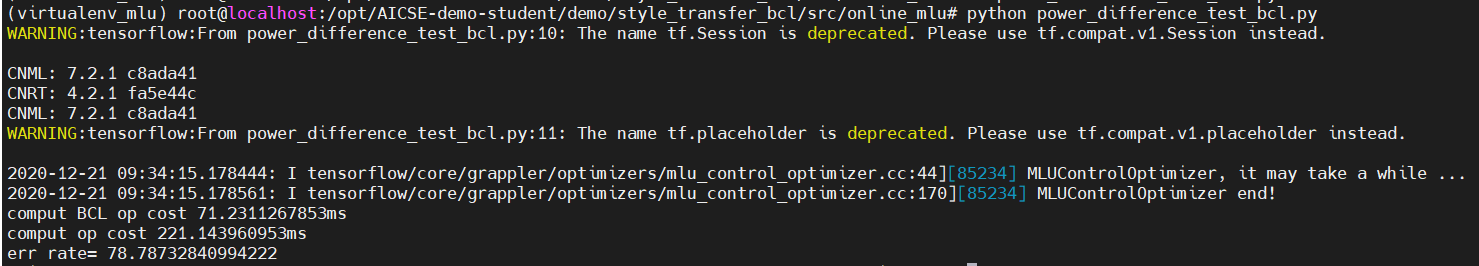 (virtualenv_mlu) root@localhost:/opt/AICSE-demo-student/demo/style_transfer_bcl/src/online_mlu# python power_difference_test_bcl.py
WARNING:tensorflow:From power_difference_test_bcl.py:10: The name tf.Session is deprecated. Please use tf.compat.v1.Session instead.
CNML: 7.2.1 c8ada41
CNRT: 4.2.1 fa5e44c
CNML: 7.2.1 c8ada41
WARNING:tensorflow:From power_difference_test_bcl.py:11: The name tf.placeholder is deprecated. Please use tf.compat.v1.placeholder instead.
2020-12-21 09:34:15.178444: I tensorflow/core/grappler/optimizers/mlu_control_optimizer.cc:44][85234] MLUControlOptimizer, it may take a while ...
2020-12-21 09:34:15.178561: I tensorflow/core/grappler/optimizers/mlu_control_optimizer.cc:170][85234] MLUControlOptimizer end!
comput BCL op cost 71.2311267853ms
comput op cost 221.143960953ms
err rate= 78.78732840994222